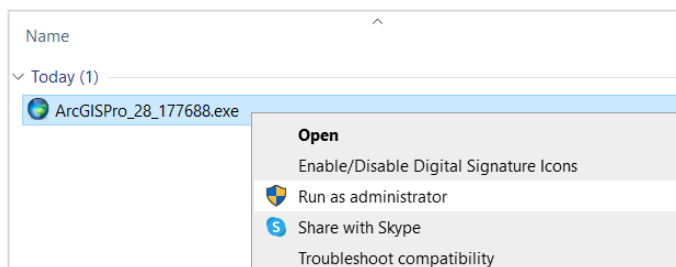 Name
Today (1)
ArcGISPro_28_177688.exe
Open
Enable/Disable Digital Signature Icons
Run as administrator
Share with Skype
Troubleshoot compatibility